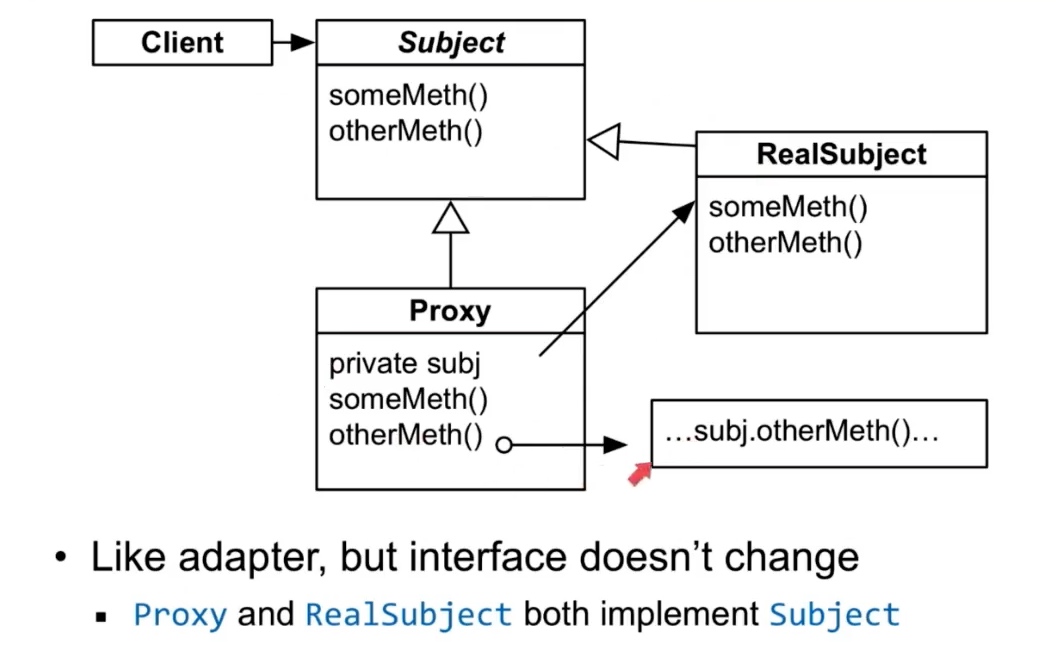 Client
Subject
someMeth()
otherMeth()
RealSubject
someMeth()
otherMeth()
Proxy
private subj
someMeth()
otherMeth()
...subj.otherMeth()...
• Like adapter, but interface doesn’t change
▪ Proxy and RealSubject both implement Subject